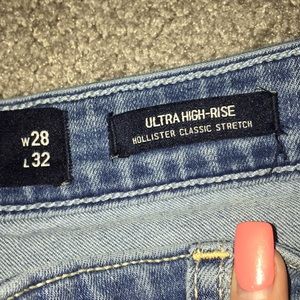 W28
L32
ULTRA HIGH-RISE
HOLLISTER CLASSIC STRETCH